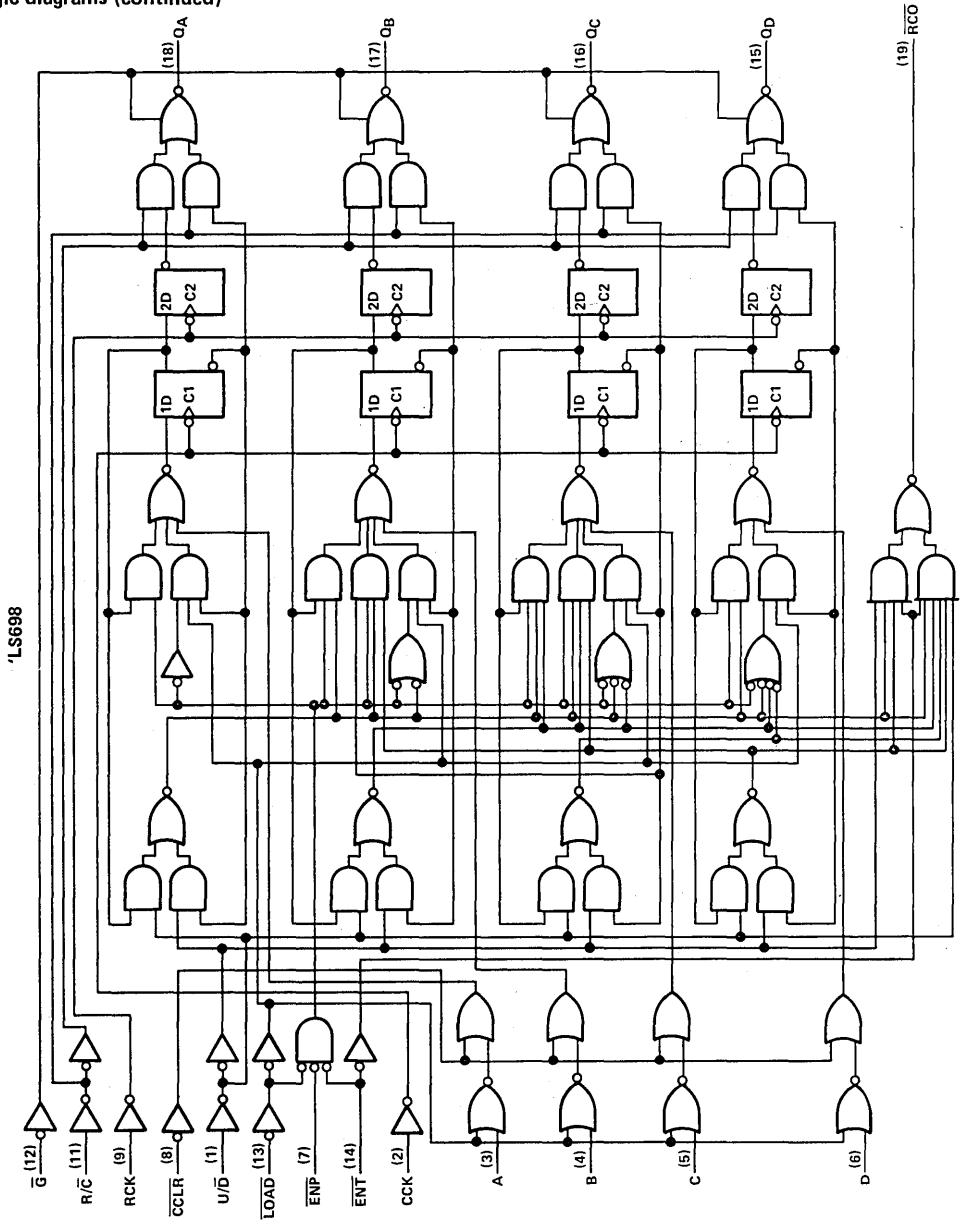 gic diagrams (continued)
'LS698
(18) QA
(17) QB
(16) QC
(15) QD
(19) RCO
2D
C2
2D
C2
2D
C2
2D
C2
1D
C1
1D
C1
1D
C1
1D
C1
G (12)
R/C (11)
RCK (9)
CCLR (8)
U/D (1)
LOAD (13)
ENP (7)
ENT (14)
CCK (2)
A (3)
B (4)
C (5)
D (6)